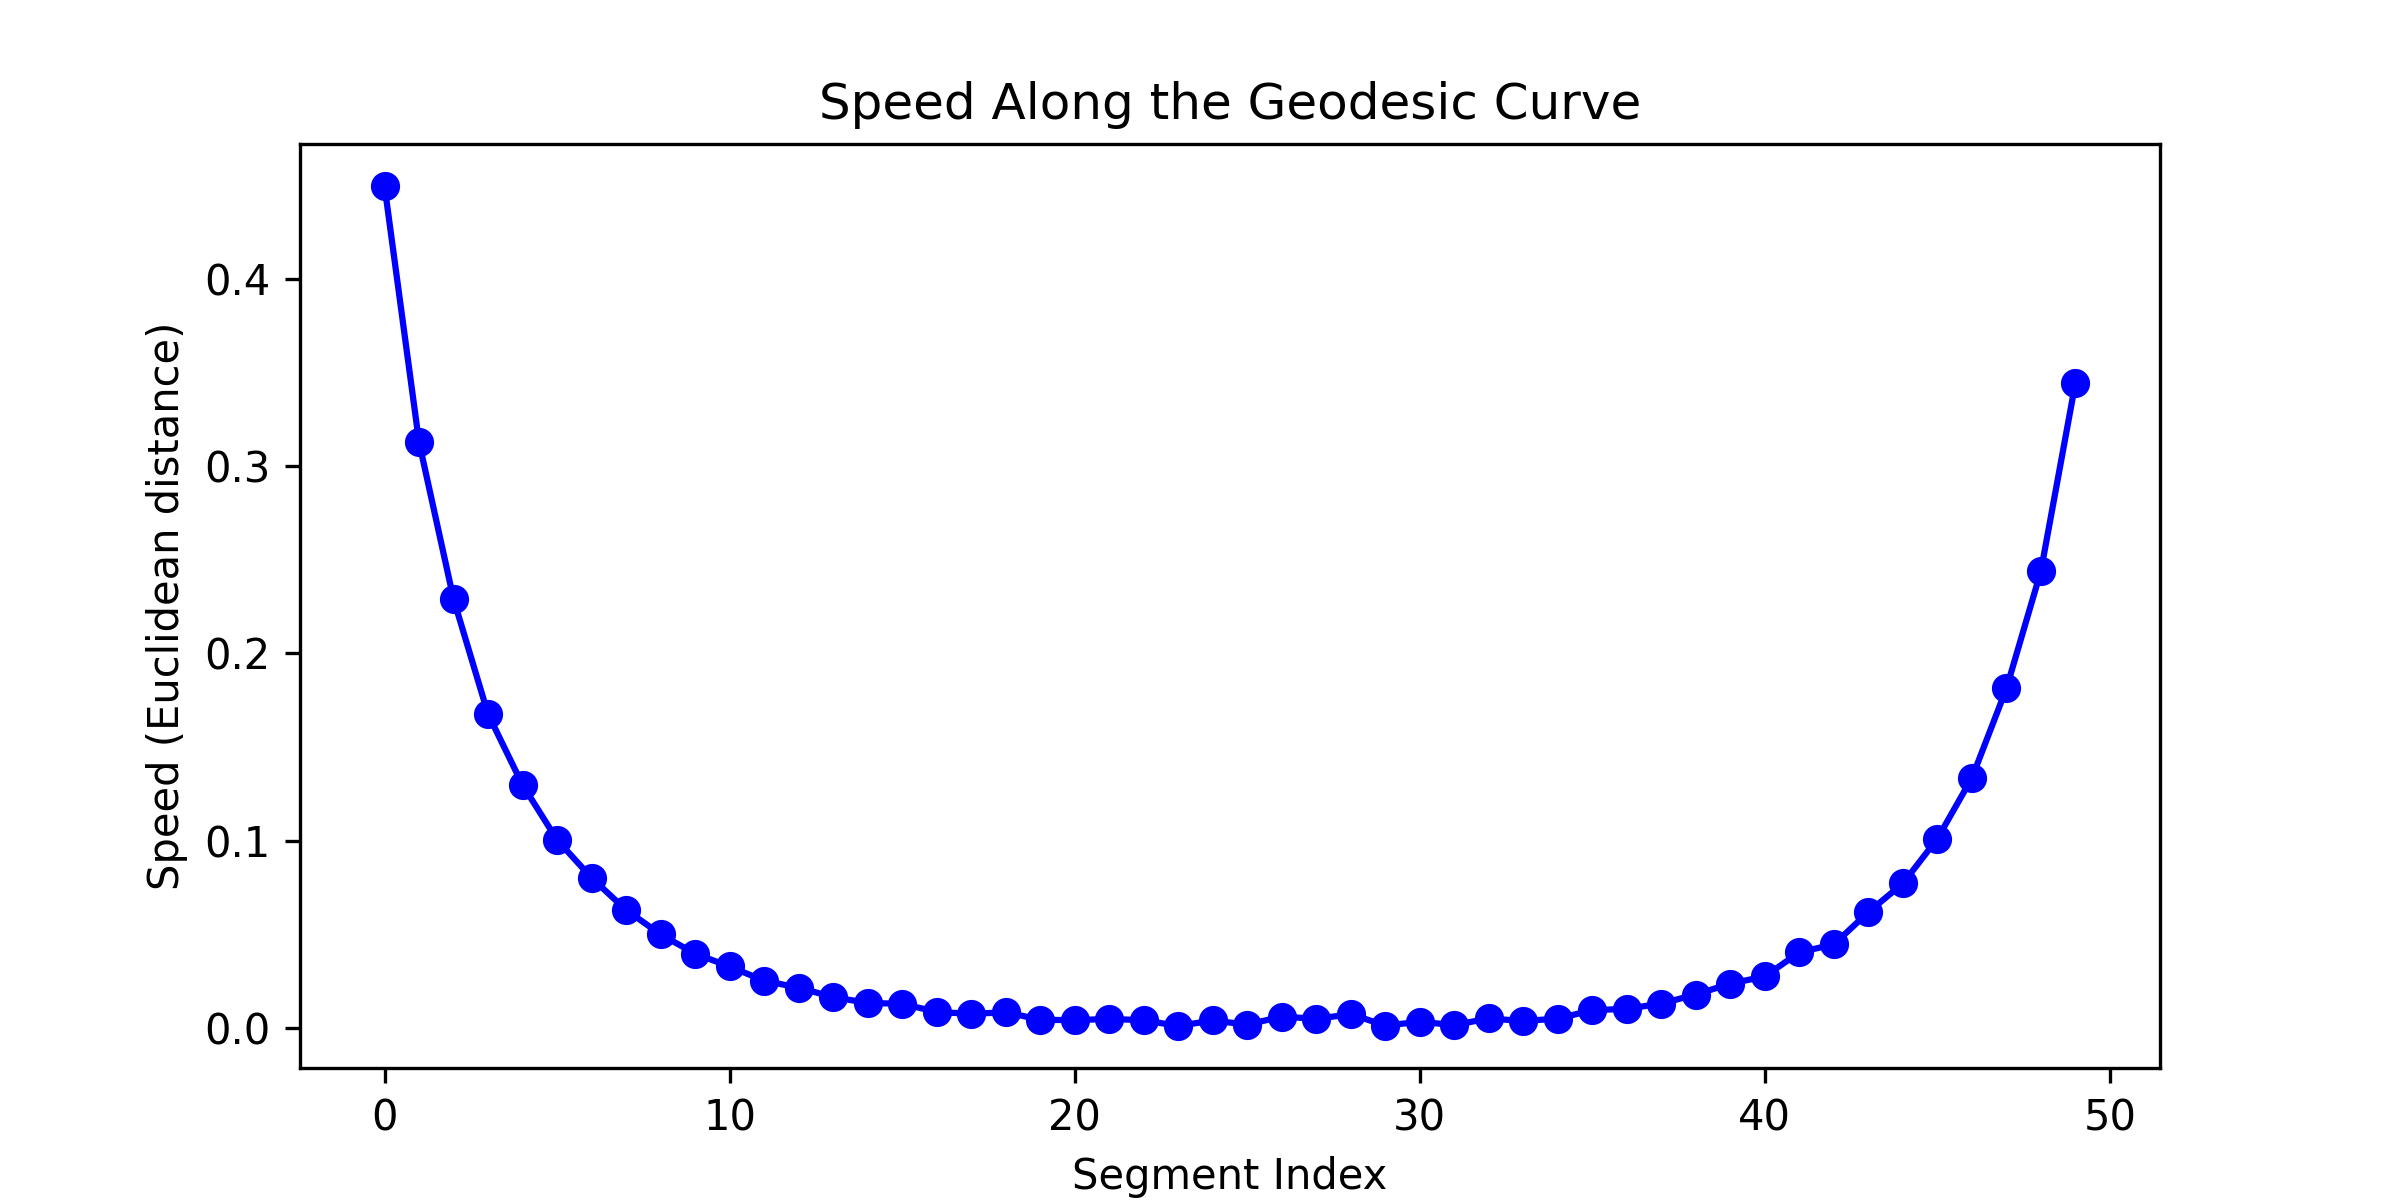 Speed Along the Geodesic Curve
Speed (Euclidean distance)
0.4
0.3
0.2
0.1
0.0
0 10 20 30 40 50
Segment Index